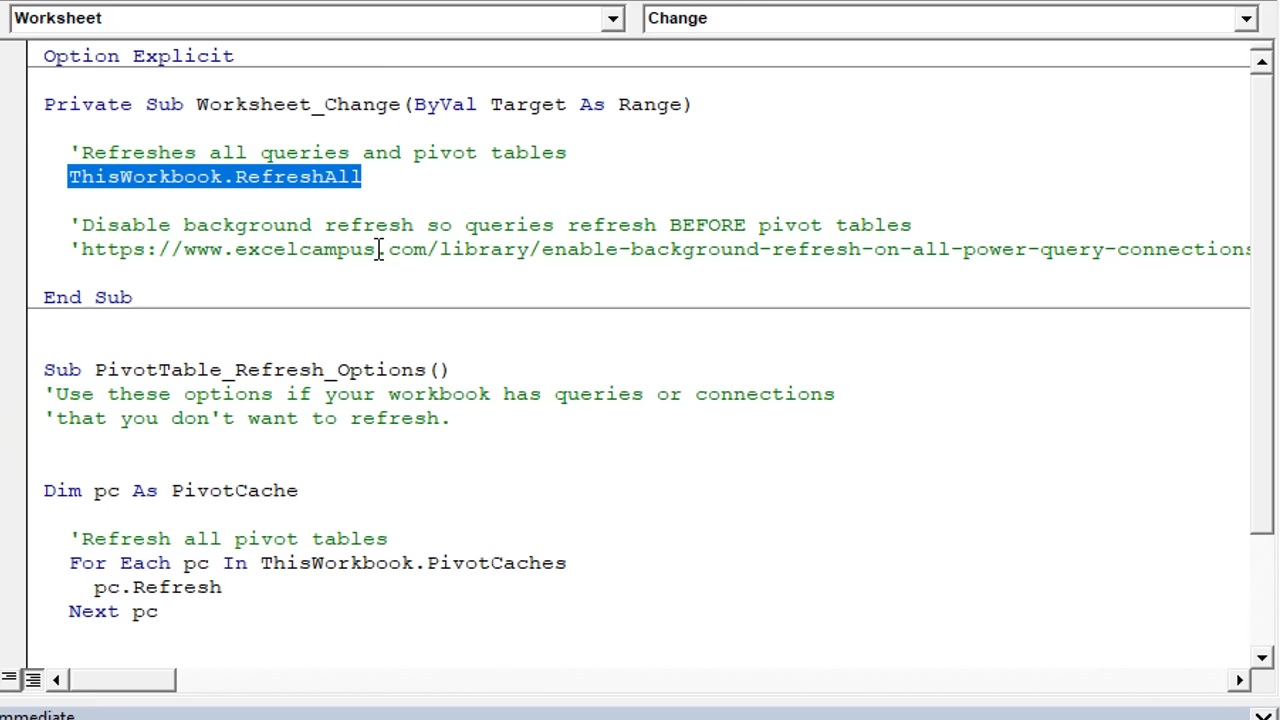 Worksheet
Change
Option Explicit
Private Sub Worksheet_Change(ByVal Target As Range)
'Refreshes all queries and pivot tables
ThisWorkbook.RefreshAll
'Disable background refresh so queries refresh BEFORE pivot tables
'https://www.excelcampus.com/library/enable-background-refresh-on-all-power-query-connections
End Sub
Sub PivotTable_Refresh_Options()
'Use these options if your workbook has queries or connections
'that you don't want to refresh.
Dim pc As PivotCache
'Refresh all pivot tables
For Each pc In ThisWorkbook.PivotCaches
pc.Refresh
Next pc
mmediate